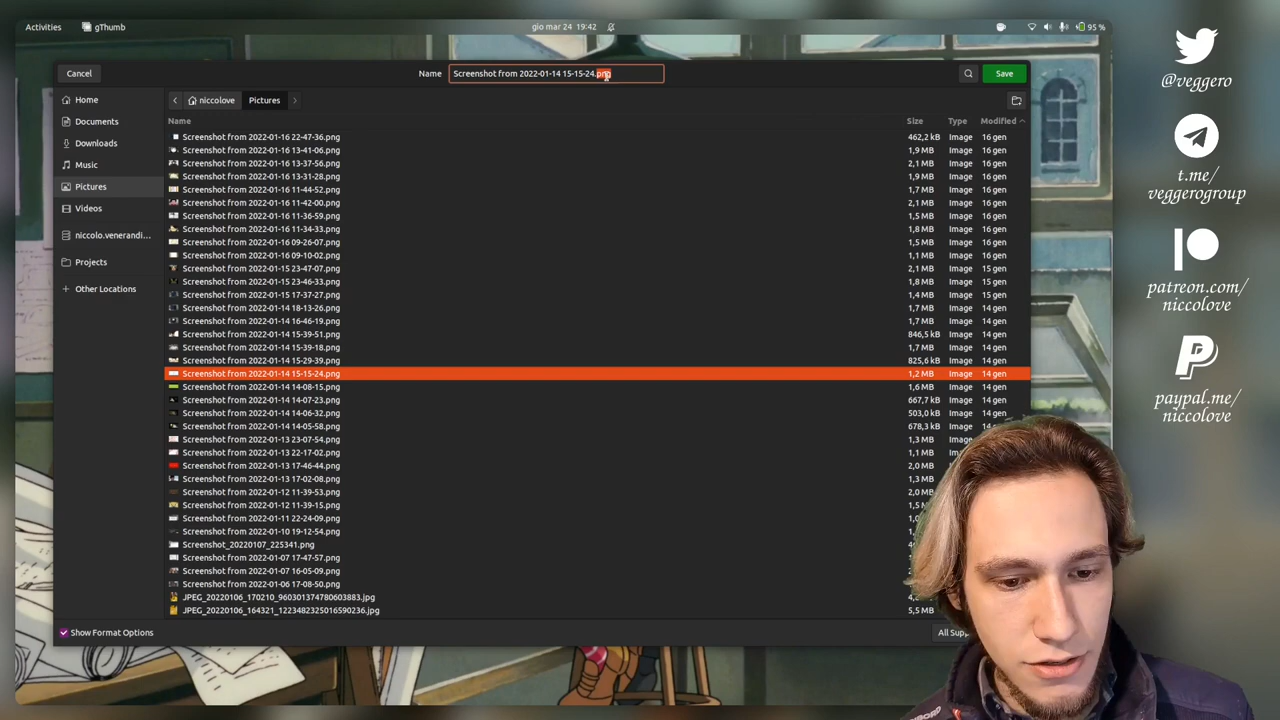 Activities
gThumb
gio mar 24 19:42
95 %
Cancel
Name
Screenshot from 2022-01-14 15-15-24.png
Save
Home
Documents
Downloads
Music
Pictures
Videos
niccolo.venerandi...
Projects
Other Locations
niccolove
Pictures
Name Size Type Modified
Screenshot from 2022-01-16 22-47-36.png 462,2 kB Image 16 gen
Screenshot from 2022-01-16 13-41-06.png 1,9 MB Image 16 gen
Screenshot from 2022-01-16 13-37-56.png 2,1 MB Image 16 gen
Screenshot from 2022-01-16 13-31-28.png 1,9 MB Image 16 gen
Screenshot from 2022-01-16 11-44-52.png 1,7 MB Image 16 gen
Screenshot from 2022-01-16 11-42-00.png 2,1 MB Image 16 gen
Screenshot from 2022-01-16 11-36-59.png 1,5 MB Image 16 gen
Screenshot from 2022-01-16 11-34-33.png 1,8 MB Image 16 gen
Screenshot from 2022-01-16 09-26-07.png 1,5 MB Image 16 gen
Screenshot from 2022-01-16 09-10-02.png 1,1 MB Image 16 gen
Screenshot from 2022-01-15 23-47-07.png 2,1 MB Image 15 gen
Screenshot from 2022-01-15 23-46-33.png 1,8 MB Image 15 gen
Screenshot from 2022-01-15 17-37-27.png 1,4 MB Image 15 gen
Screenshot from 2022-01-14 18-13-26.png 1,7 MB Image 14 gen
Screenshot from 2022-01-14 16-46-19.png 1,7 MB Image 14 gen
Screenshot from 2022-01-14 15-39-51.png 846,5 kB Image 14 gen
Screenshot from 2022-01-14 15-39-18.png 1,7 MB Image 14 gen
Screenshot from 2022-01-14 15-29-39.png 825,6 kB Image 14 gen
Screenshot from 2022-01-14 15-15-24.png 1,2 MB Image 14 gen
Screenshot from 2022-01-14 14-08-15.png 1,6 MB Image 14 gen
Screenshot from 2022-01-14 14-07-23.png 667,7 kB Image 14 gen
Screenshot from 2022-01-14 14-06-32.png 503,0 kB Image 14 gen
Screenshot from 2022-01-14 14-05-58.png 678,3 kB Image 14 gen
Screenshot from 2022-01-13 23-07-54.png 1,3 MB
Screenshot from 2022-01-13 22-17-02.png 1,1 MB
Screenshot from 2022-01-13 17-46-44.png 2,0 MB
Screenshot from 2022-01-13 17-02-08.png 1,3 MB
Screenshot from 2022-01-12 11-39-53.png 2,0
Screenshot from 2022-01-12 11-39-15.png 1,5
Screenshot from 2022-01-11 22-24-09.png
Screenshot from 2022-01-10 19-12-54.png
Screenshot_20220107_225341.png
Screenshot from 2022-01-07 17-47-57.png
Screenshot from 2022-01-07 16-05-09.png
Screenshot from 2022-01-06 17-08-50.png
JPEG_20220106_170210_960301374780603883.jpg
JPEG_20220106_164321_1223482325016590236.jpg 5,5 MB
Show Format Options
All Supp
@veggero
t.me/
veggerogroup
patreon.com/
niccolove
paypal.me/
niccolove